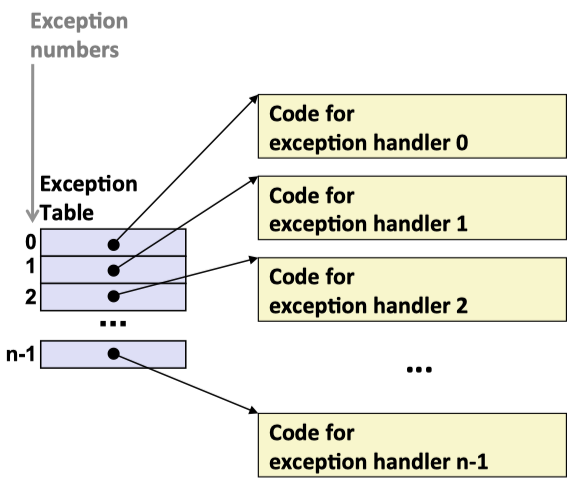 Exception
numbers
Exception
Table
0
1
2
...
n-1
Code for
exception handler 0
Code for
exception handler 1
Code for
exception handler 2
...
Code for
exception handler n-1